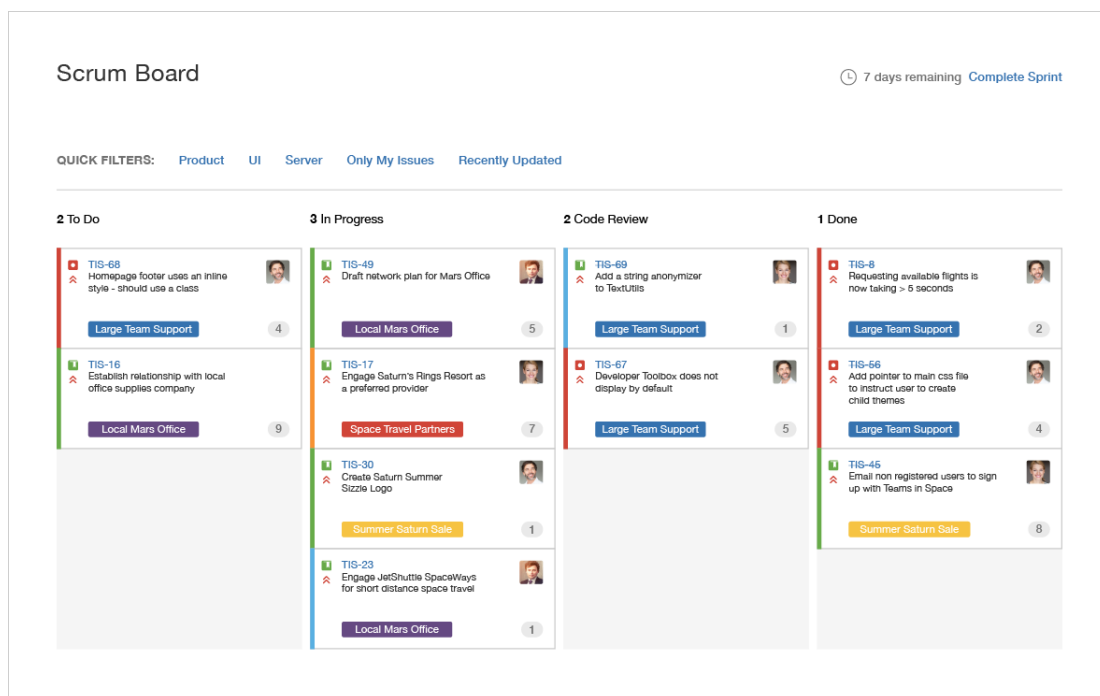 Scrum Board
7 days remaining Complete Sprint
QUICK FILTERS: Product UI Server Only My Issues Recently Updated
2 To Do
TIS-68
Homepage footer uses an inline
style - should use a class
Large Team Support 4
TIS-16
Establish relationship with local
office supplies company
Local Mars Office 9
3 In Progress
TIS-49
Draft network plan for Mars Office
Local Mars Office 5
TIS-17
Engage Saturn's Rings Resort as
a preferred provider
Space Travel Partners 7
TIS-30
Create Saturn Summer
Sizzle Logo
Summer Saturn Sale 1
TIS-23
Engage JetShuttle SpaceWays
for short distance space travel
Local Mars Office 1
2 Code Review
TIS-69
Add a string anonymizer
to TextUtils
Large Team Support 1
TIS-67
Developer Toolbox does not
display by default
Large Team Support 5
1 Done
TIS-8
Requesting available flights is
now taking > 5 seconds
Large Team Support 2
TIS-56
Add pointer to main css file
to instruct user to create
child themes
Large Team Support 4
TIS-45
Email non registered users to sign
up with Teams in Space
Summer Saturn Sale 8